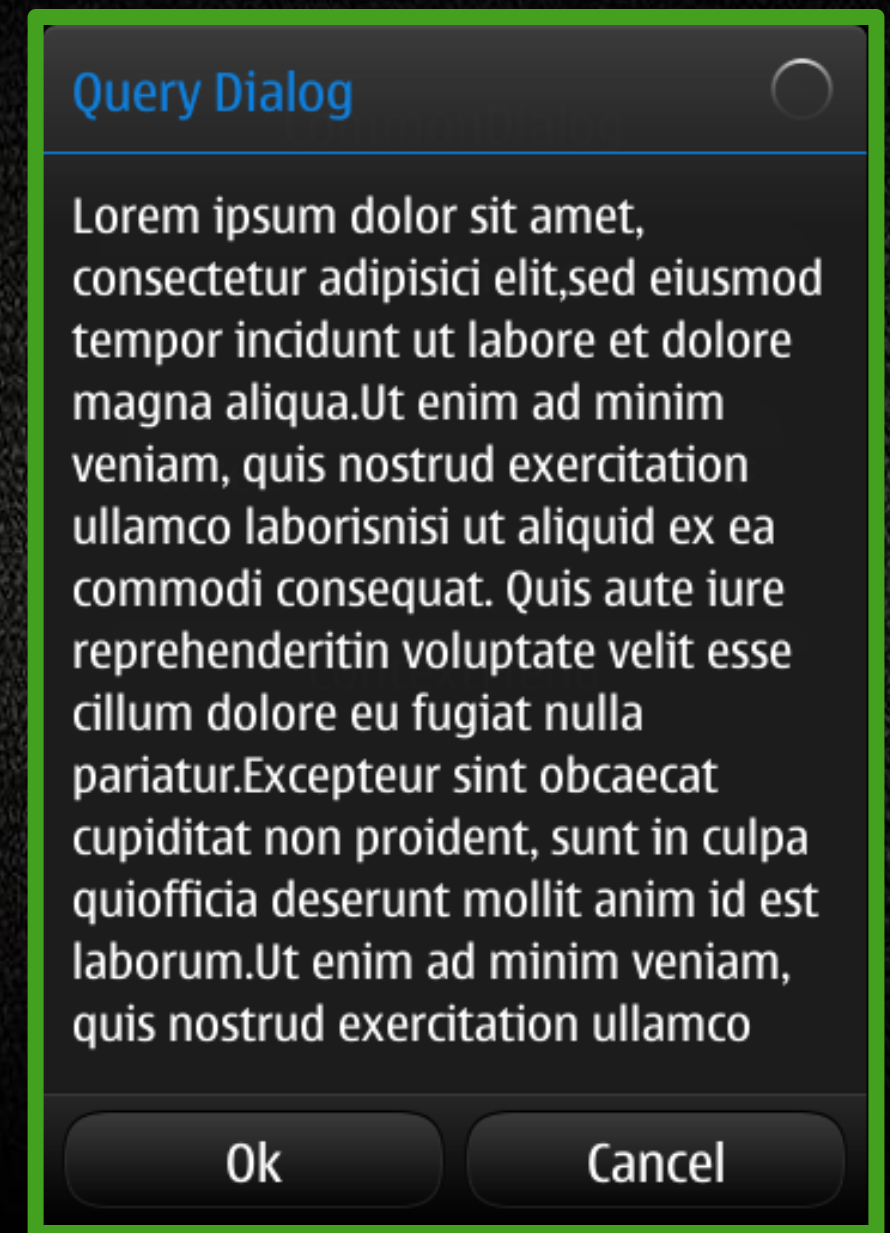 Query Dialog
CommonDialog
Lorem ipsum dolor sit amet,
consectetur adipisici elit,sed eiusmod
tempor incidunt ut labore et dolore
magna aliqua.Ut enim ad minim
veniam, quis nostrud exercitation
ullamco laborisnisi ut aliquid ex ea
commodi consequat. Quis aute iure
reprehenderitin voluptate velit esse
cillum dolore eu fugiat nulla
pariatur.Excepteur sint obcaecat
cupiditat non proident, sunt in culpa
quiofficia deserunt mollit anim id est
laborum.Ut enim ad minim veniam,
quis nostrud exercitation ullamco
Ok Cancel